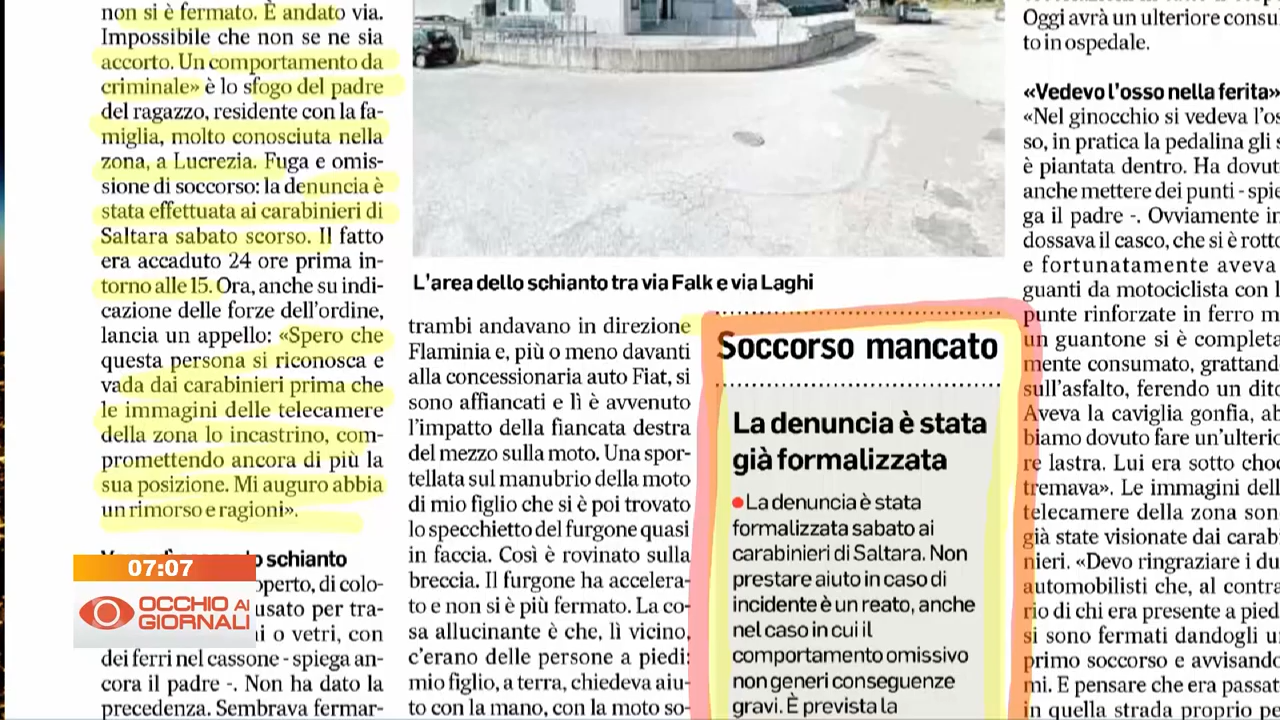 non si è fermato. È andato via.
Impossibile che non se ne sia
accorto. Un comportamento da
criminale» è lo sfogo del padre
del ragazzo, residente con la fa-
miglia, molto conosciuta nella
zona, a Lucrezia. Fuga e omis-
sione di soccorso: la denuncia è
stata effettuata ai carabinieri di
Saltara sabato scorso. Il fatto
era accaduto 24 ore prima in-
torno alle 15. Ora, anche su indi-
cazione delle forze dell'ordine,
lancia un appello: «Spero che
questa persona si riconosca e
vada dai carabinieri prima che
le immagini delle telecamere
della zona lo incastrino, com-
promettendo ancora di più la
sua posizione. Mi auguro abbia
un rimorso e ragioni».
schianto
operto, di colo-
usato per tra-
i o vetri, con
dei ferri nel cassone - spiega an-
cora il padre -. Non ha dato la
precedenza. Sembrava fermar-
07:07
OCCHIO AI
GIORNALI
L'area dello schianto tra via Falk e via Laghi
trambi andavano in direzione
Flaminia e, più o meno davanti
alla concessionaria auto Fiat, si
sono affiancati e lì è avvenuto
l'impatto della fiancata destra
del mezzo sulla moto. Una spor-
tellata sul manubrio della moto
di mio figlio che si è poi trovato
lo specchietto del furgone quasi
in faccia. Così è rovinato sulla
breccia. Il furgone ha accelera-
to e non si è più fermato. La co-
sa allucinante è che, lì vicino,
c'erano delle persone a piedi:
mio figlio, a terra, chiedeva aiu-
to con la mano, con la moto so-
Soccorso mancato
La denuncia è stata
già formalizzata
La denuncia è stata
formalizzata sabato ai
carabinieri di Saltara. Non
prestare aiuto in caso di
incidente è un reato, anche
nel caso in cui il
comportamento omissivo
non generi conseguenze
gravi. È prevista la
Oggi avrà un ulteriore consu
to in ospedale.
«Vedevo l'osso nella ferita»
«Nel ginocchio si vedeva l'os
so, in pratica la pedalina gli s
è piantata dentro. Ha dovut
anche mettere dei punti - spie
ga il padre -. Ovviamente in
dossava il casco, che si è rotto
e fortunatamente aveva
guanti da motociclista con l
punte rinforzate in ferro m
un guantone si è completa
mente consumato, grattand
sull'asfalto, ferendo un dito
Aveva la caviglia gonfia, ab
biamo dovuto fare un'ulterio
re lastra. Lui era sotto choc
tremava». Le immagini dell
telecamere della zona son
già state visionate dai carab
nieri. «Devo ringraziare i du
automobilisti che, al contra
rio di chi era presente a pied
si sono fermati dandogli u
primo soccorso e avvisando
mi. E pensare che era passat
in quella strada proprio pe